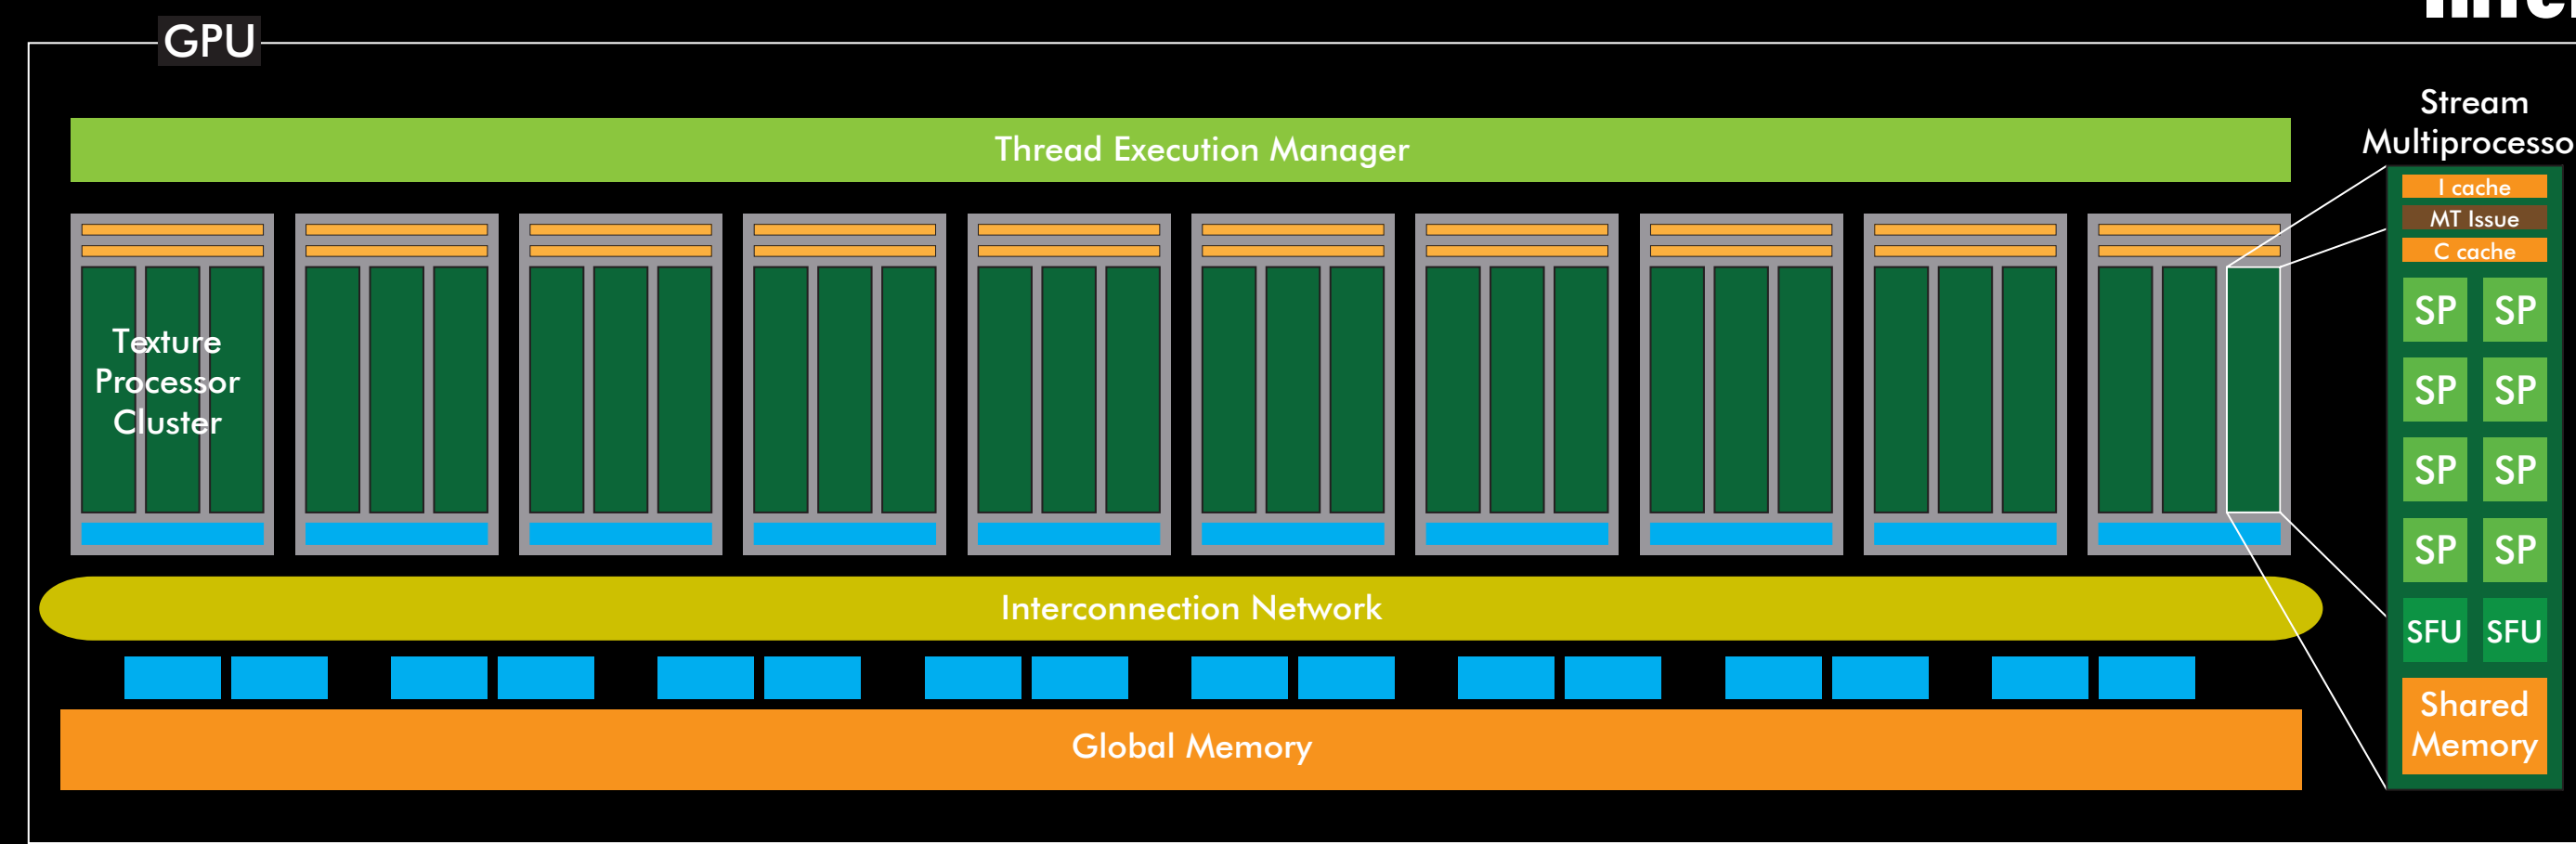 GPU
Thread Execution Manager
Texture
Processor
Cluster
Interconnection Network
Global Memory
Stream
Multiprocesso
I cache
MT Issue
C cache
SP SP
SP SP
SP SP
SP SP
SFU SFU
Shared
Memory